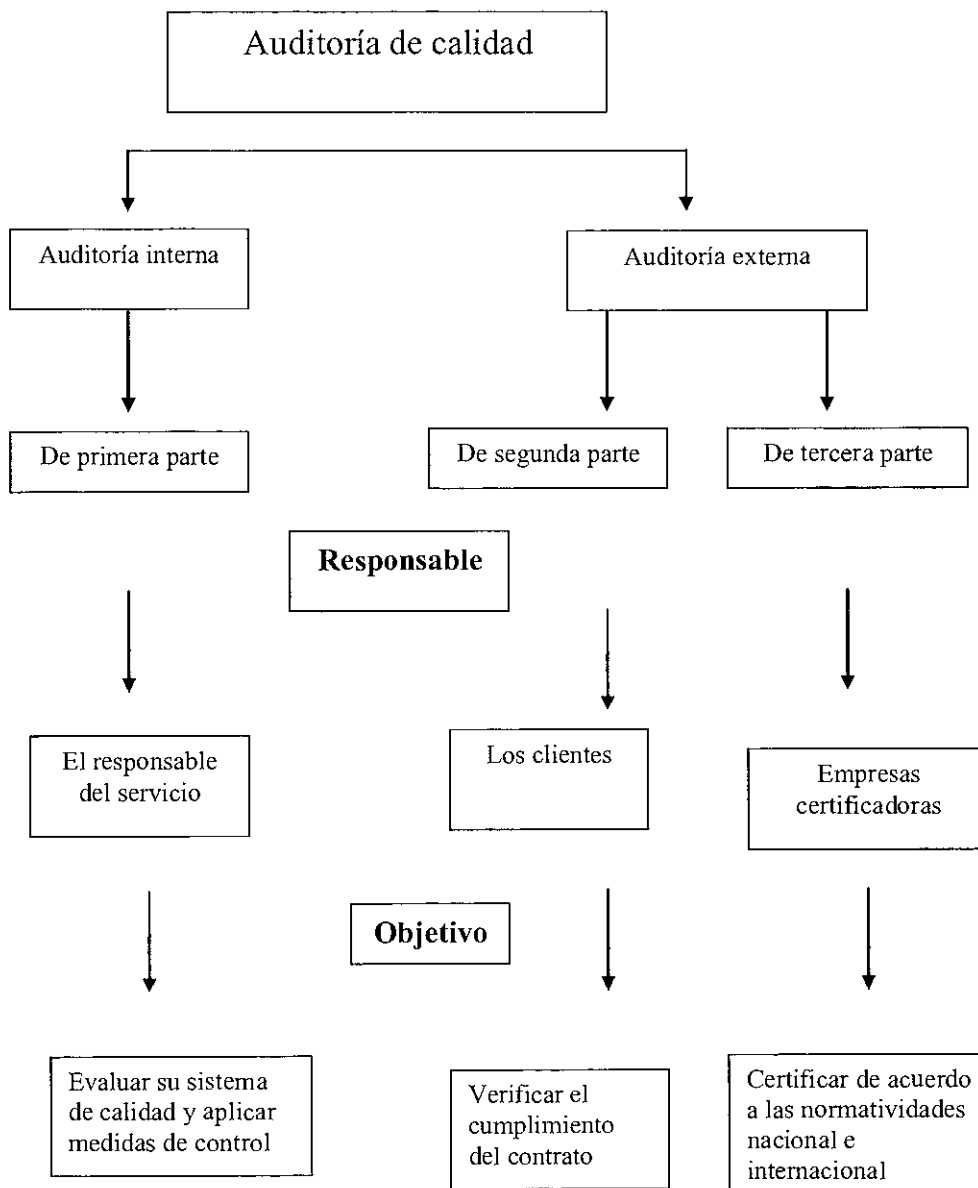 Auditoría de calidad
Auditoría interna
Auditoría externa
De primera parte
De segunda parte
De tercera parte
Responsable
El responsable
del servicio
Los clientes
Empresas
certificadoras
Objetivo
Evaluar su sistema
de calidad y aplicar
medidas de control
Verificar el
cumplimiento
del contrato
Certificar de acuerdo
a las normatividades
nacional e
internacional